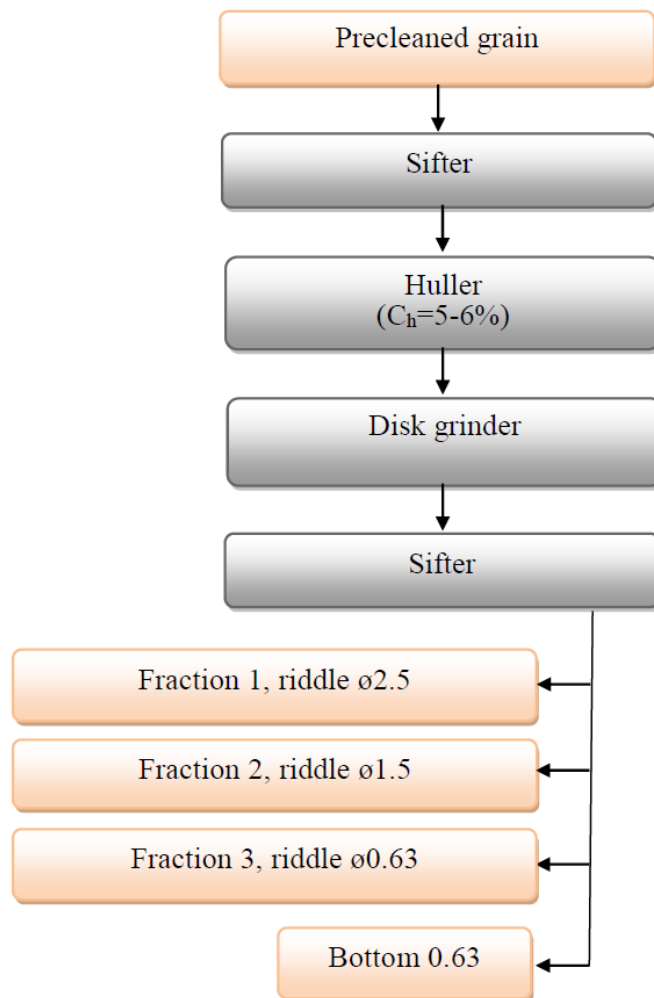 Precleaned grain
Sifter
Huller
(Cₕ=5-6%)
Disk grinder
Sifter
Fraction 1, riddle ø2.5
Fraction 2, riddle ø1.5
Fraction 3, riddle ø0.63
Bottom 0.63